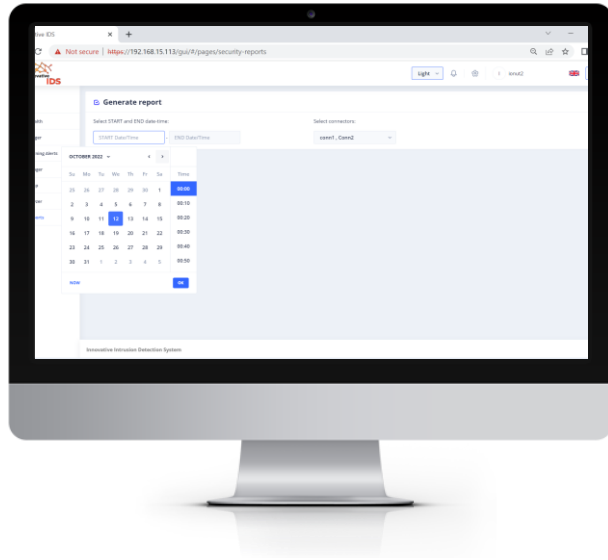 tive IDS
Not secure | https://192.168.15.113/gui/#/pages/security-reports
IDS
Light
ionut2
Generate report
Select START and END date-time:
Select connectors:
START Date/Time - END Date/Time
conn1 , Conn2
ning alerts
OCTOBER 2022
Su Mo Tu We Th Fr Sa Time
25 26 27 28 29 30 1 00:00
2 3 4 5 6 7 8 00:10
9 10 11 12 13 14 15 00:20
16 17 18 19 20 21 22 00:30
23 24 25 26 27 28 29 00:40
30 31 1 2 3 4 5 00:50
NOW
OK
Innovative Intrusion Detection System